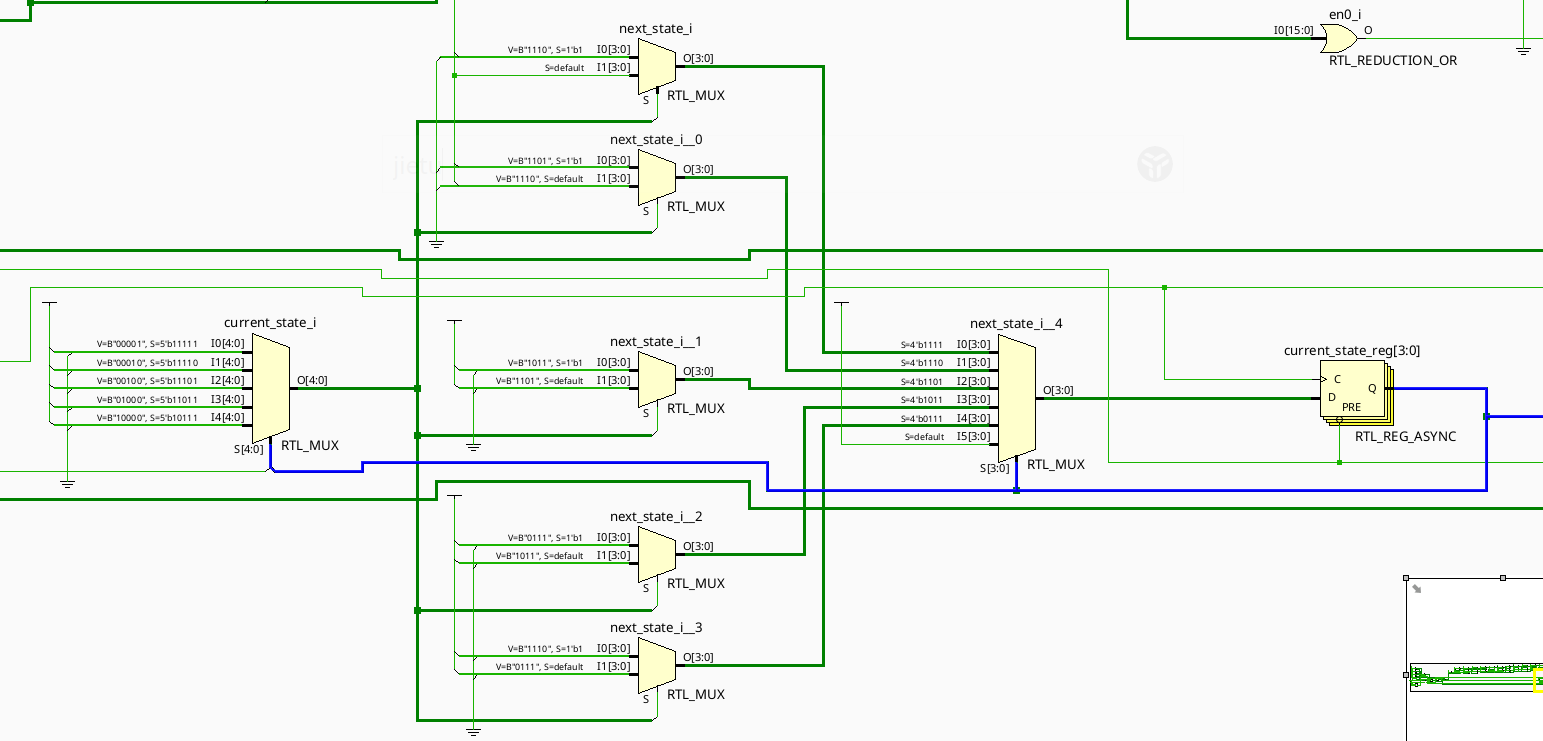 next_state_i
V=B"1110", S=1'b1 I0[3:0]
S=default I1[3:0]
O[3:0]
S
RTL_MUX
en0_i
I0[15:0]
O
RTL_REDUCTION_OR
next_state_i__0
V=B"1101", S=1'b1 I0[3:0]
V=B"1110", S=default I1[3:0]
O[3:0]
S
RTL_MUX
current_state_i
V=B"00001", S=5'b11111 I0[4:0]
V=B"00010", S=5'b11110 I1[4:0]
V=B"00100", S=5'b11101 I2[4:0]
V=B"01000", S=5'b11011 I3[4:0]
V=B"10000", S=5'b10111 I4[4:0]
O[4:0]
S[4:0]
RTL_MUX
next_state_i__1
V=B"1011", S=1'b1 I0[3:0]
V=B"1101", S=default I1[3:0]
O[3:0]
S
RTL_MUX
next_state_i__4
S=4'b1111 I0[3:0]
S=4'b1110 I1[3:0]
S=4'b1101 I2[3:0]
S=4'b1011 I3[3:0]
S=4'b0111 I4[3:0]
S=default I5[3:0]
O[3:0]
S[3:0]
RTL_MUX
current_state_reg[3:0]
C
Q
D
PRE
RTL_REG_ASYNC
next_state_i__2
V=B"0111", S=1'b1 I0[3:0]
V=B"1011", S=default I1[3:0]
O[3:0]
S
RTL_MUX
next_state_i__3
V=B"1110", S=1'b1 I0[3:0]
V=B"0111", S=default I1[3:0]
O[3:0]
S
RTL_MUX